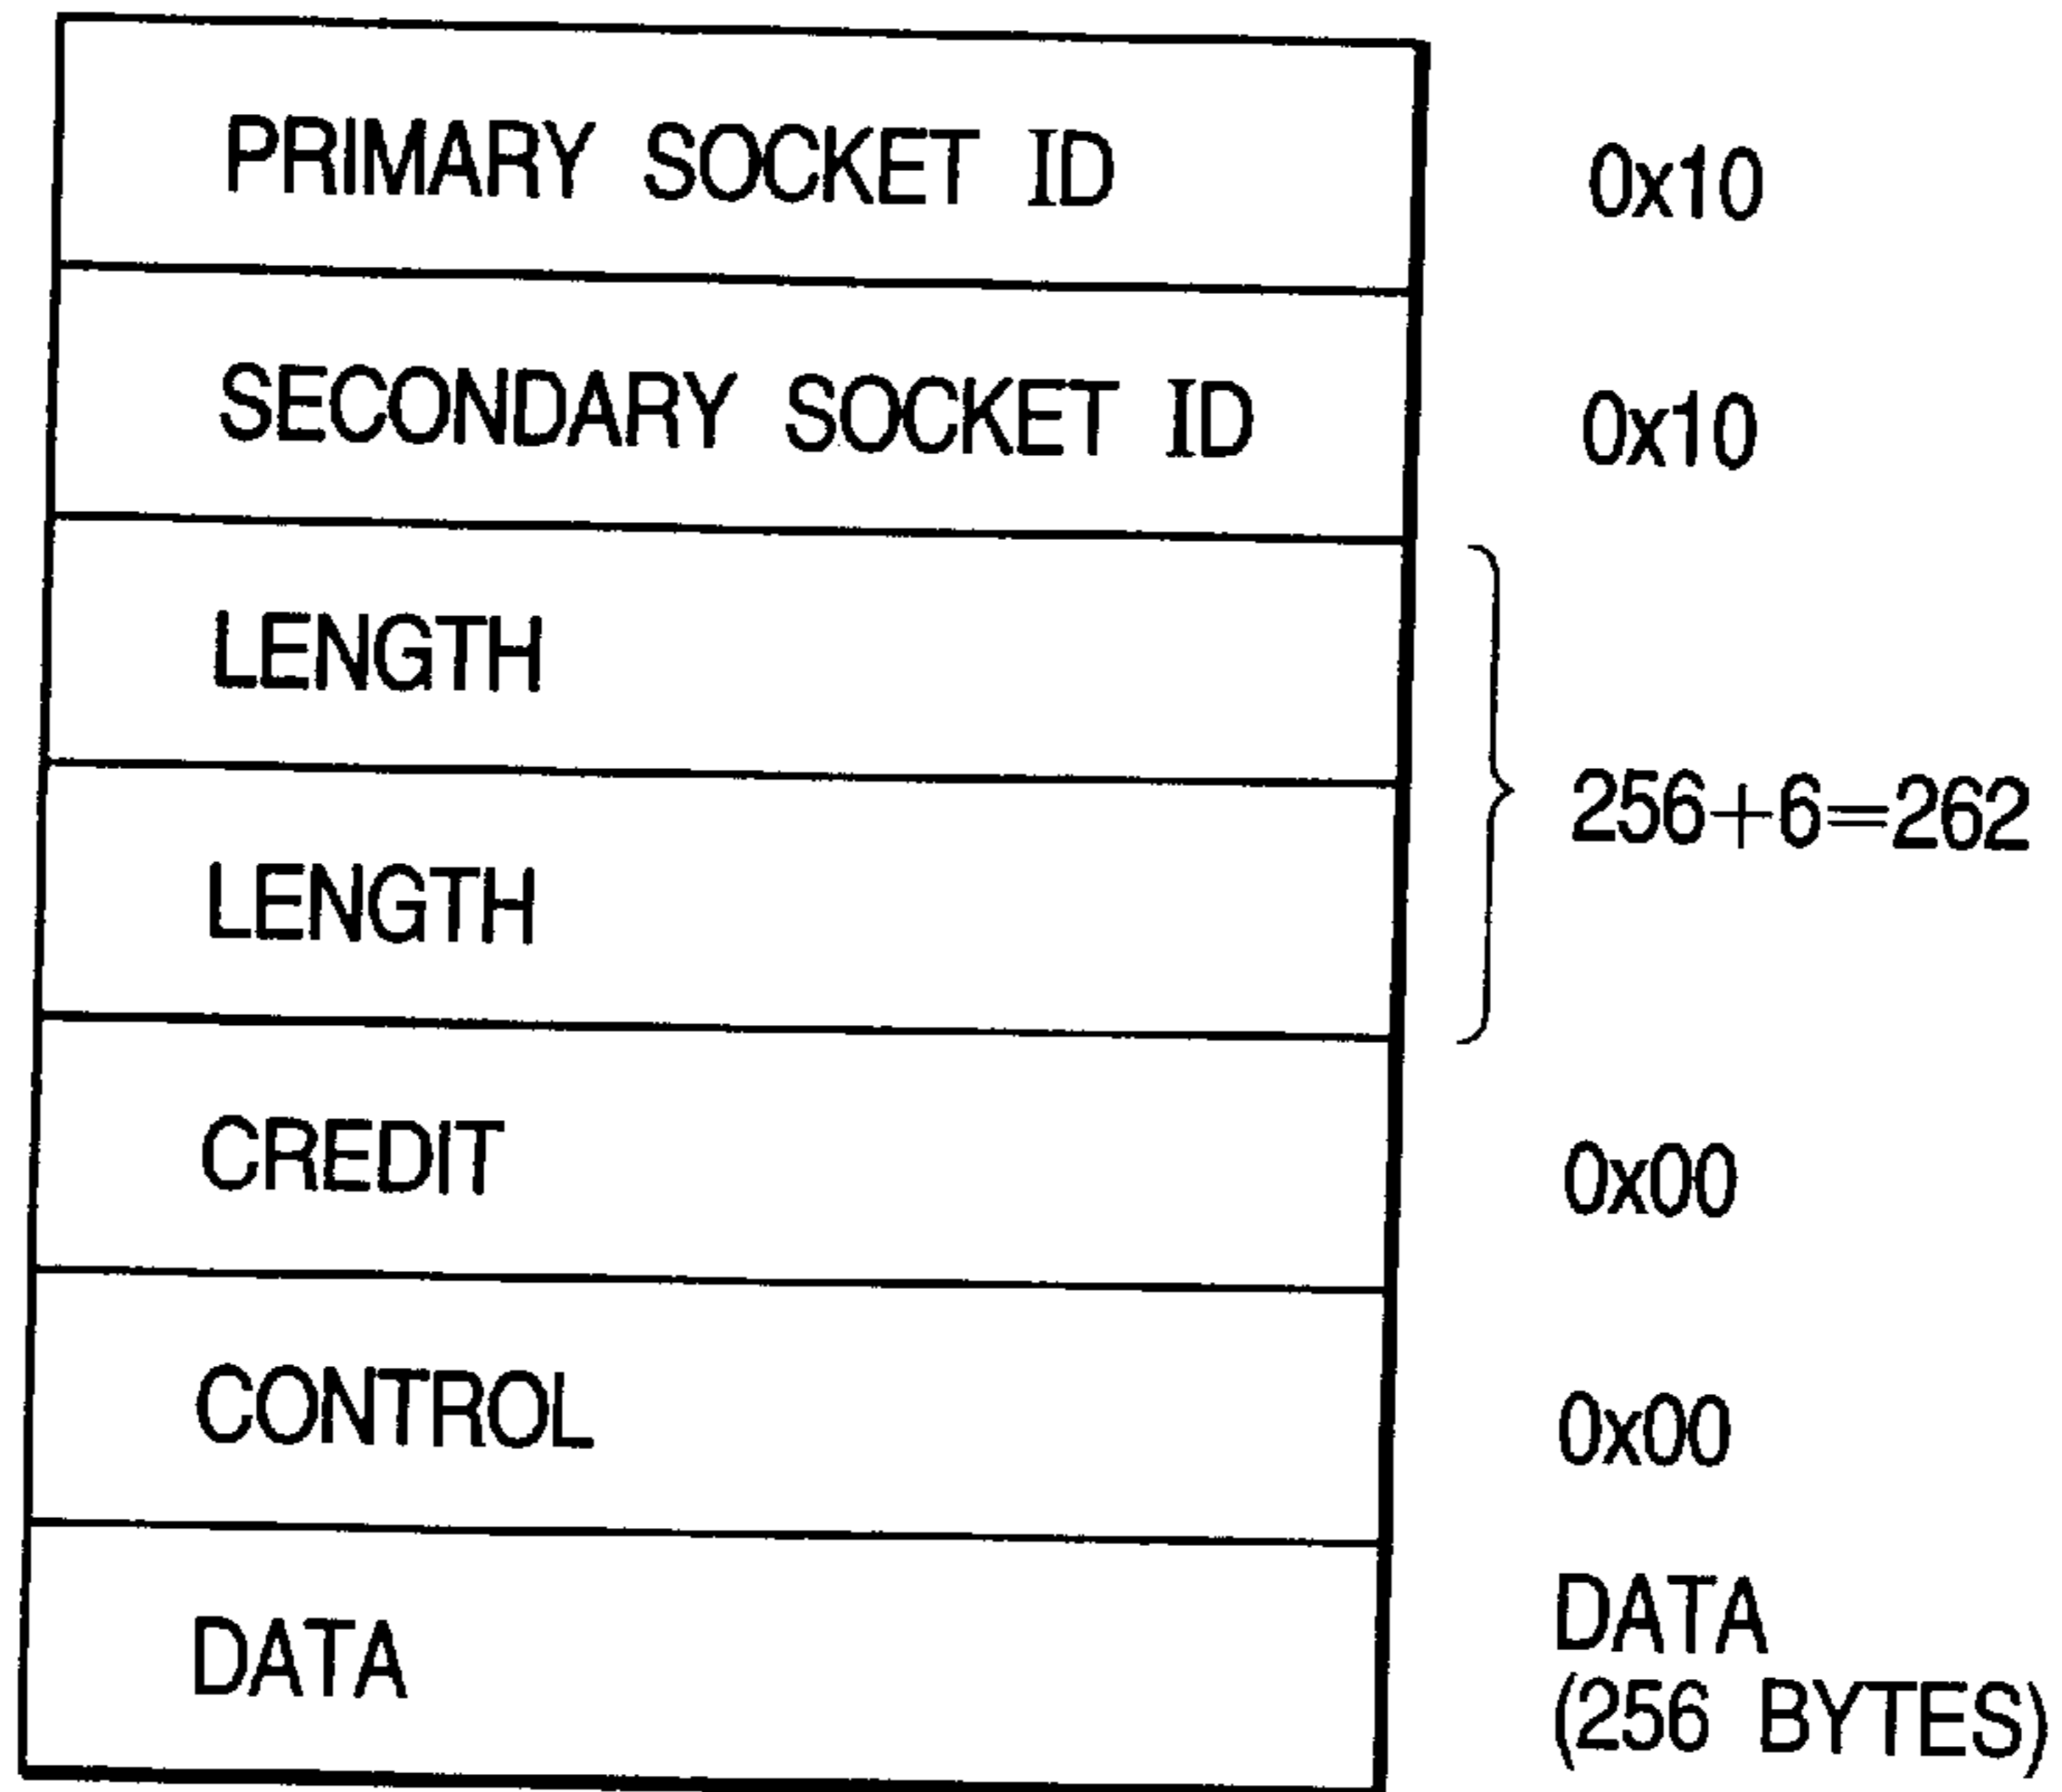 PRIMARY SOCKET ID 0x10
SECONDARY SOCKET ID 0x10
LENGTH
LENGTH
256+6=262
CREDIT 0x00
CONTROL 0x00
DATA DATA
(256 BYTES)